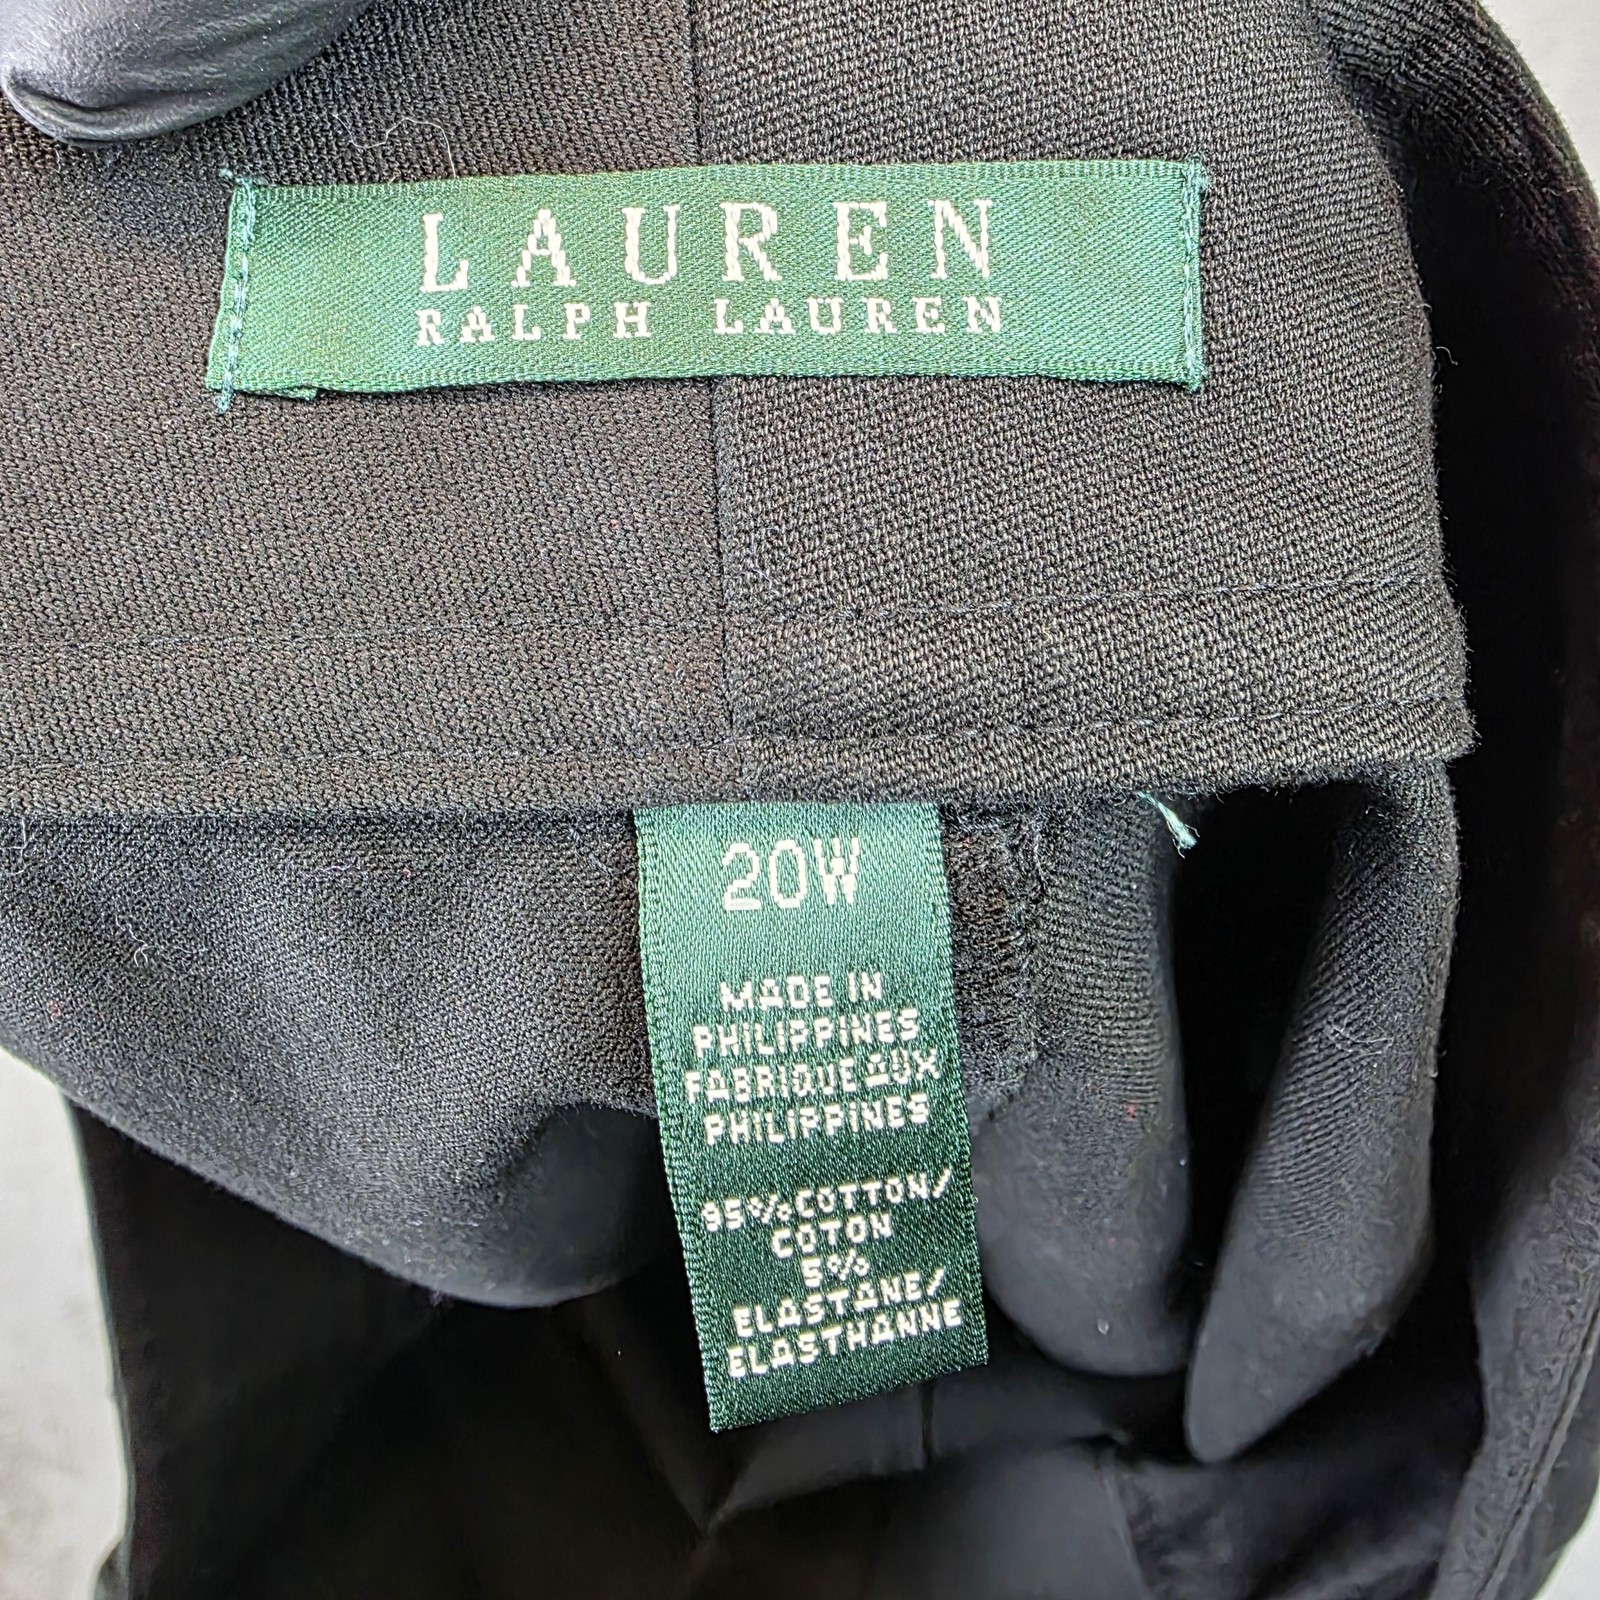 LAUREN
RALPH LAUREN
20W
MADE IN
PHILIPPINES
FABRIQUE AUX
PHILIPPINES
95% COTTON/
COTON
5%
ELASTANE/
ELASTHANNE